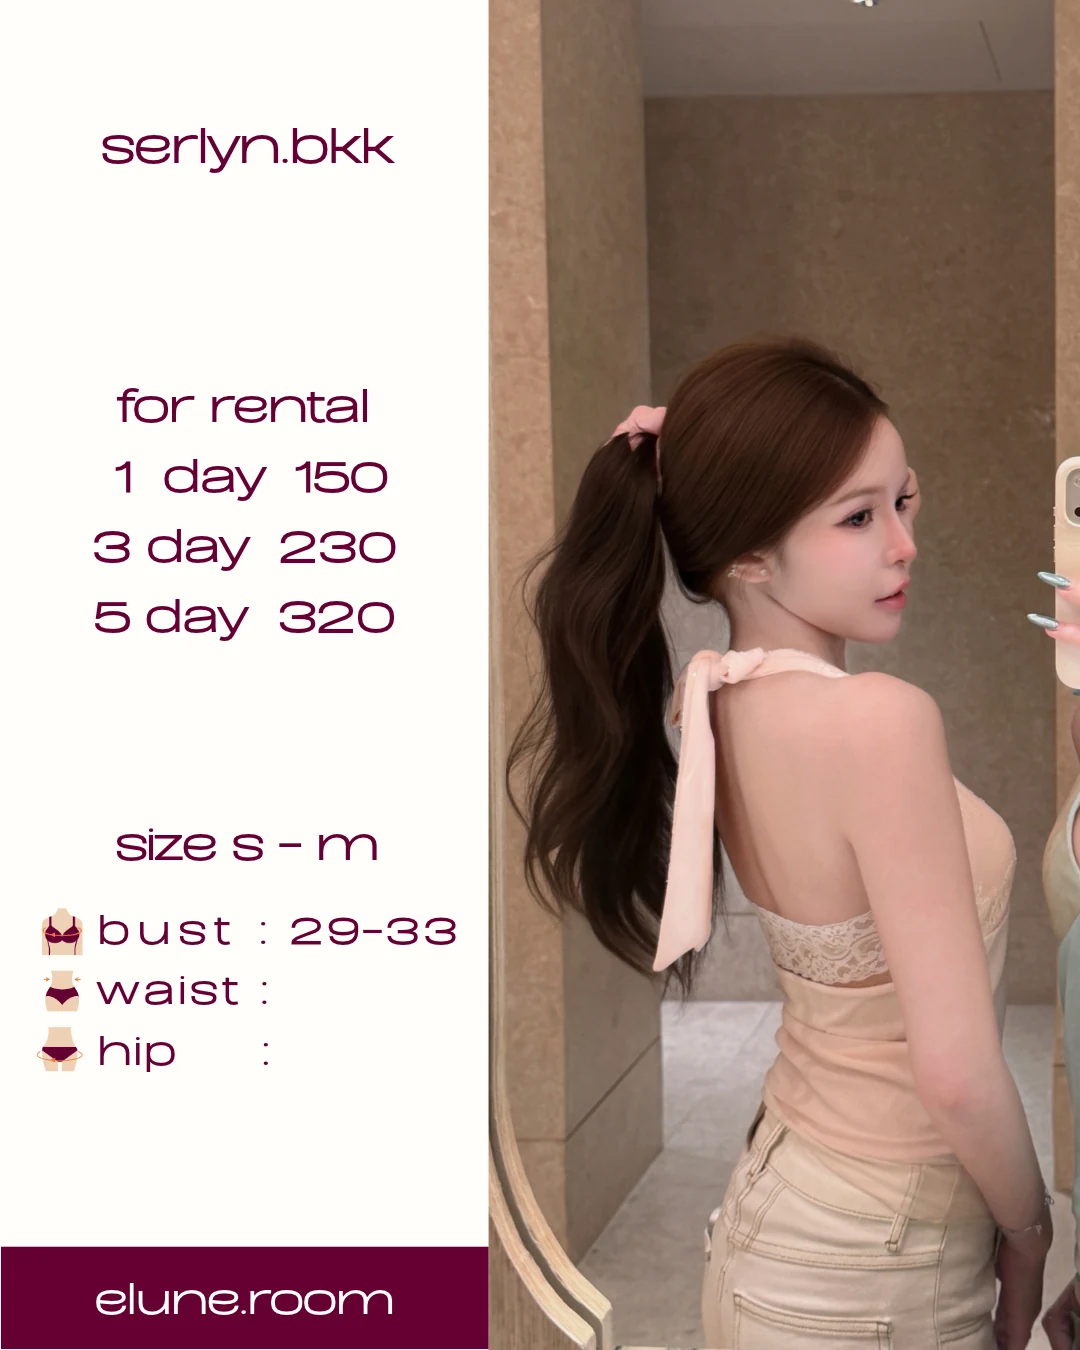 serlyn.bkk
for rental
1 day 150
3 day 230
5 day 320
size s - m
bust : 29-33
waist :
hip :
elune.room